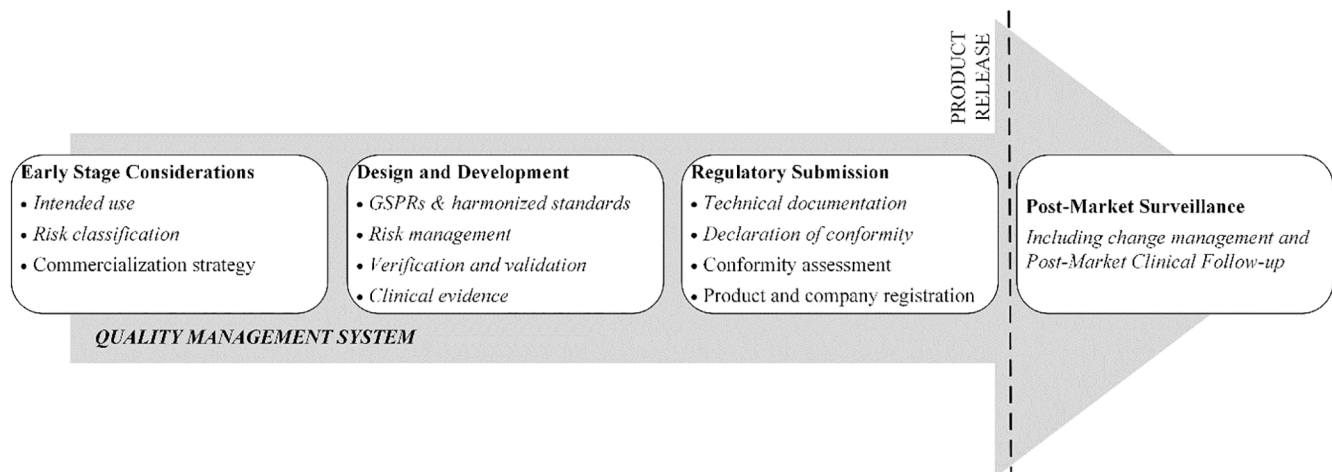 PRODUCT
RELEASE
Early Stage Considerations
• Intended use
• Risk classification
• Commercialization strategy
Design and Development
• GSPRs & harmonized standards
• Risk management
• Verification and validation
• Clinical evidence
Regulatory Submission
• Technical documentation
• Declaration of conformity
• Conformity assessment
• Product and company registration
Post-Market Surveillance
Including change management and
Post-Market Clinical Follow-up
QUALITY MANAGEMENT SYSTEM